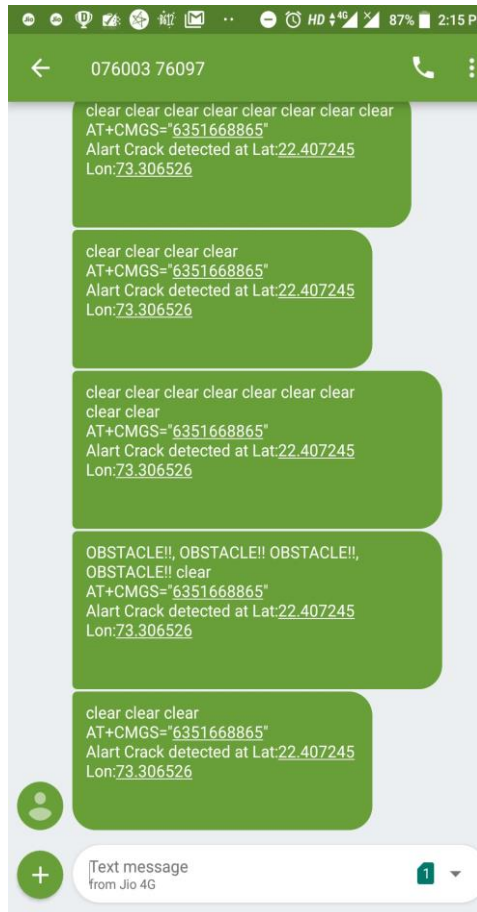 HD 4G 87% 2:15 P
076003 76097
clear clear clear clear clear clear clear clear
AT+CMGS="6351668865"
Alart Crack detected at Lat:22.407245
Lon:73.306526
clear clear clear clear
AT+CMGS="6351668865"
Alart Crack detected at Lat:22.407245
Lon:73.306526
clear clear clear clear clear clear clear
clear clear
AT+CMGS="6351668865"
Alart Crack detected at Lat:22.407245
Lon:73.306526
OBSTACLE!!, OBSTACLE!! OBSTACLE!!,
OBSTACLE!! clear
AT+CMGS="6351668865"
Alart Crack detected at Lat:22.407245
Lon:73.306526
clear clear clear
AT+CMGS="6351668865"
Alart Crack detected at Lat:22.407245
Lon:73.306526
Text message
from Jio 4G
1